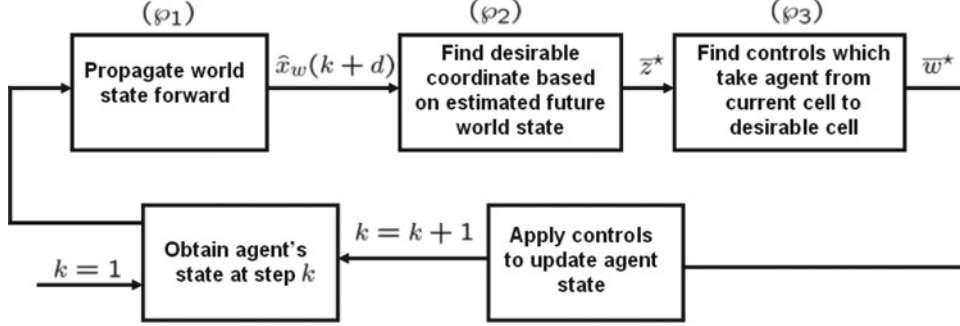 (℘₁)
(℘₂)
(℘₃)
Propagate world
state forward
x̂_w(k + d)
Find desirable
coordinate based
on estimated future
world state
z̅*
Find controls which
take agent from
current cell to
desirable cell
w̅*
k = 1
Obtain agent's
state at step k
k = k + 1
Apply controls
to update agent
state